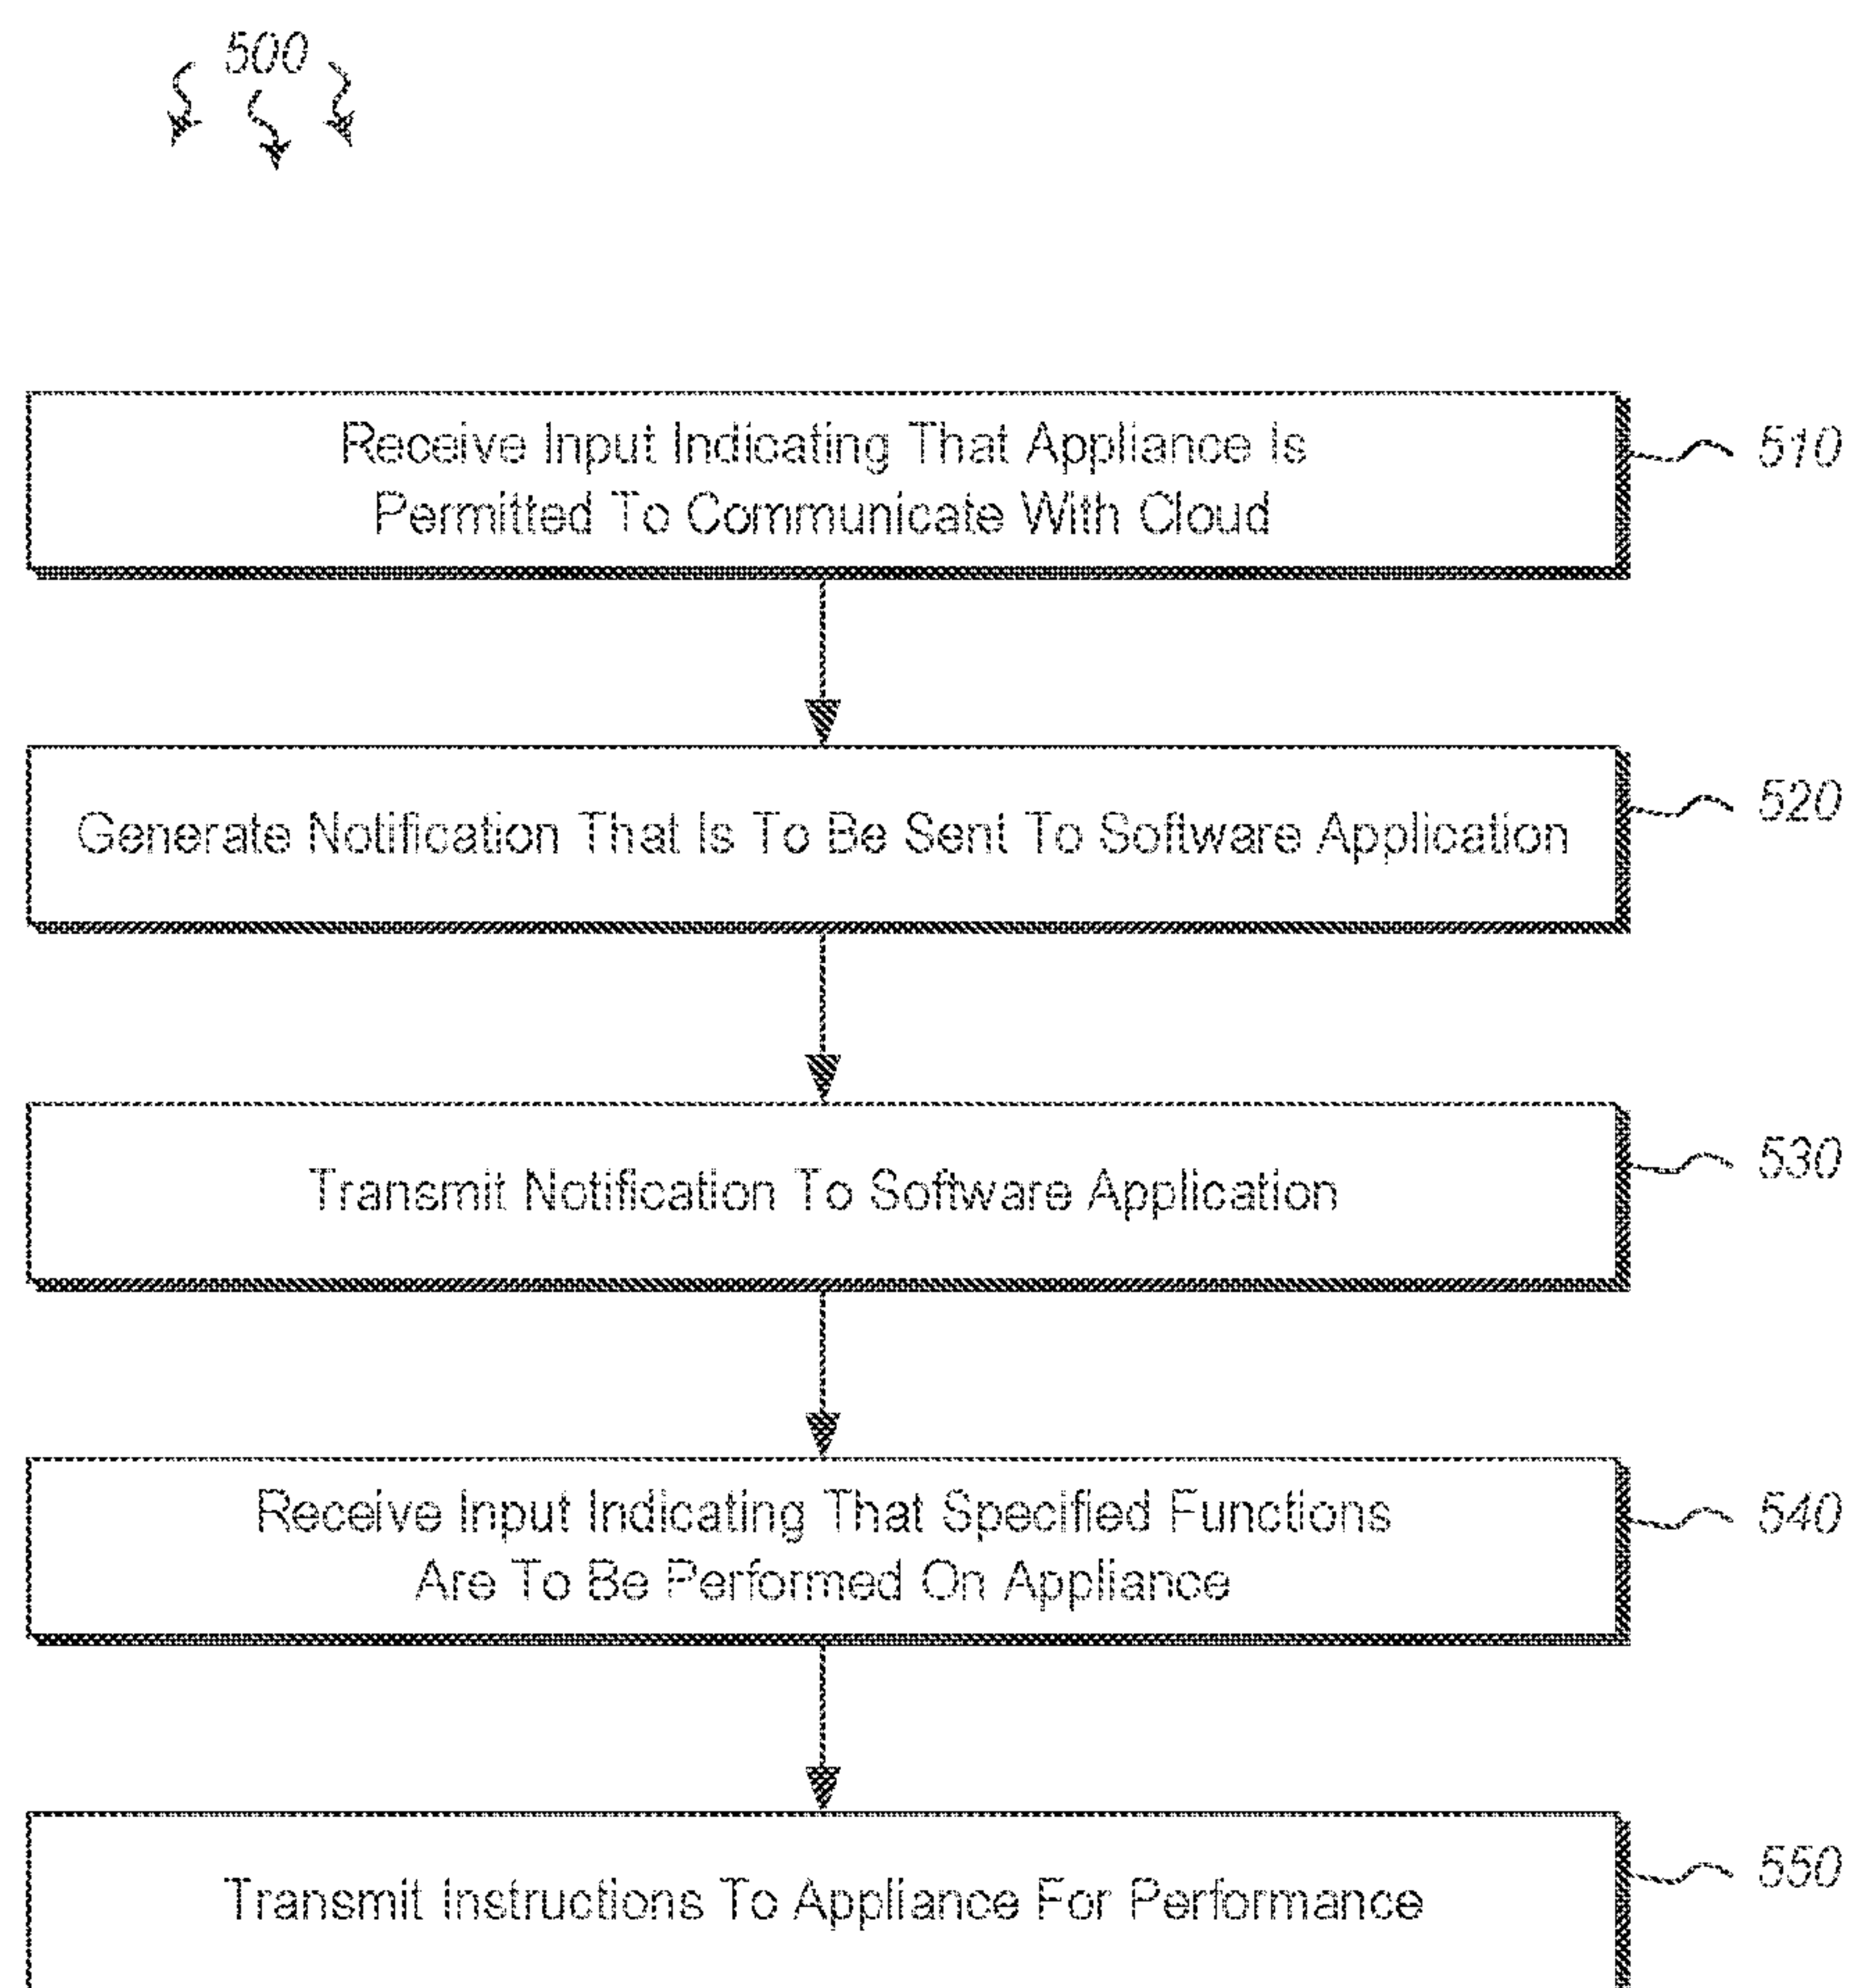 500
Receive Input Indicating That Appliance Is
Permitted To Communicate With Cloud
510
Generate Notification That Is To Be Sent To Software Application
520
Transmit Notification To Software Application
530
Receive Input Indicating That Specified Functions
Are To Be Performed On Appliance
540
Transmit Instructions To Appliance For Performance
550